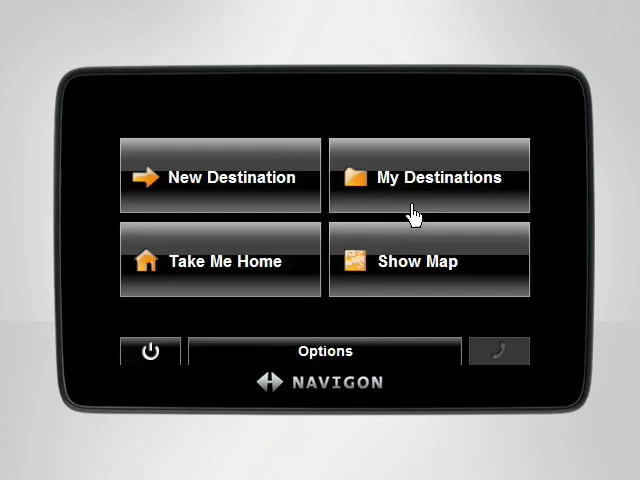 New Destination
My Destinations
Take Me Home
Show Map
Options
NAVIGON